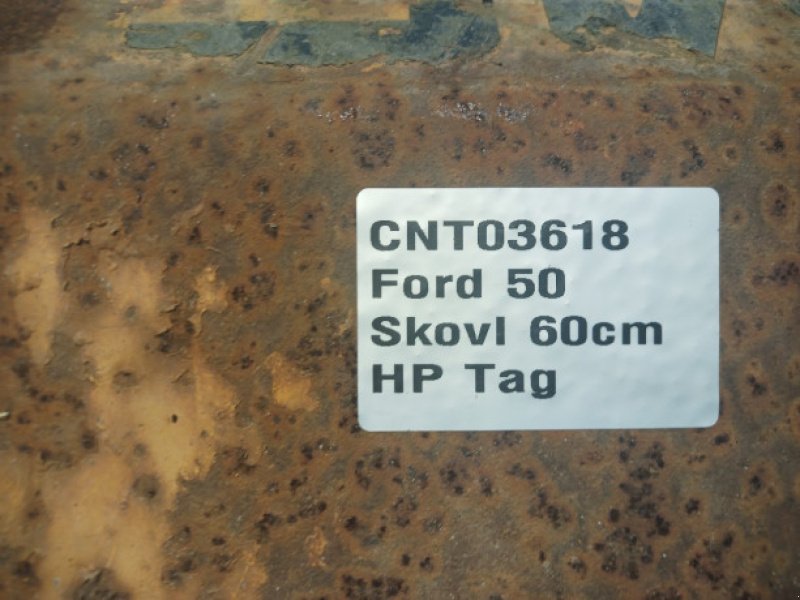 CNT03618
Ford 50
Skovl 60cm
HP Tag